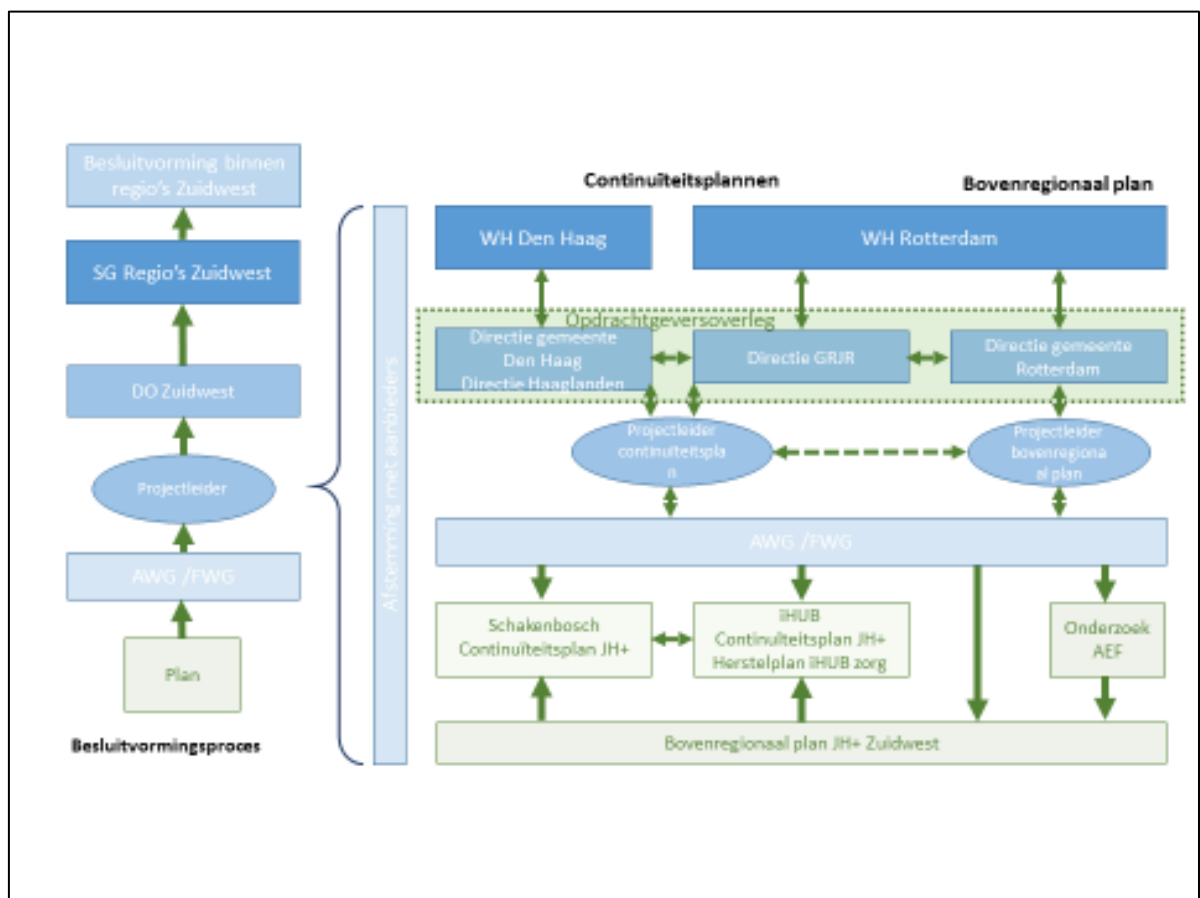 Besluitvorming binnen
regio's Zuidwest
SG Regio's Zuidwest
DO Zuidwest
Projectleider
AWG /FWG
Plan
Besluitvormingsproces
Afstemming met aanbieders
Continuïteitsplannen
Bovenregionaal plan
WH Den Haag
WH Rotterdam
Opdrachtgeversoverleg
Directie gemeente
Den Haag
Directie Haaglanden
Directie GRJR
Directie gemeente
Rotterdam
Projectleider
continuïteitspla
n
Projectleider
bovenregiona
al plan
AWG /FWG
Schakenbosch
Continuïteitsplan JH+
iHUB
Continuïteitsplan JH+
Herstelplan iHUB zorg
Onderzoek
AEF
Bovenregionaal plan JH+ Zuidwest